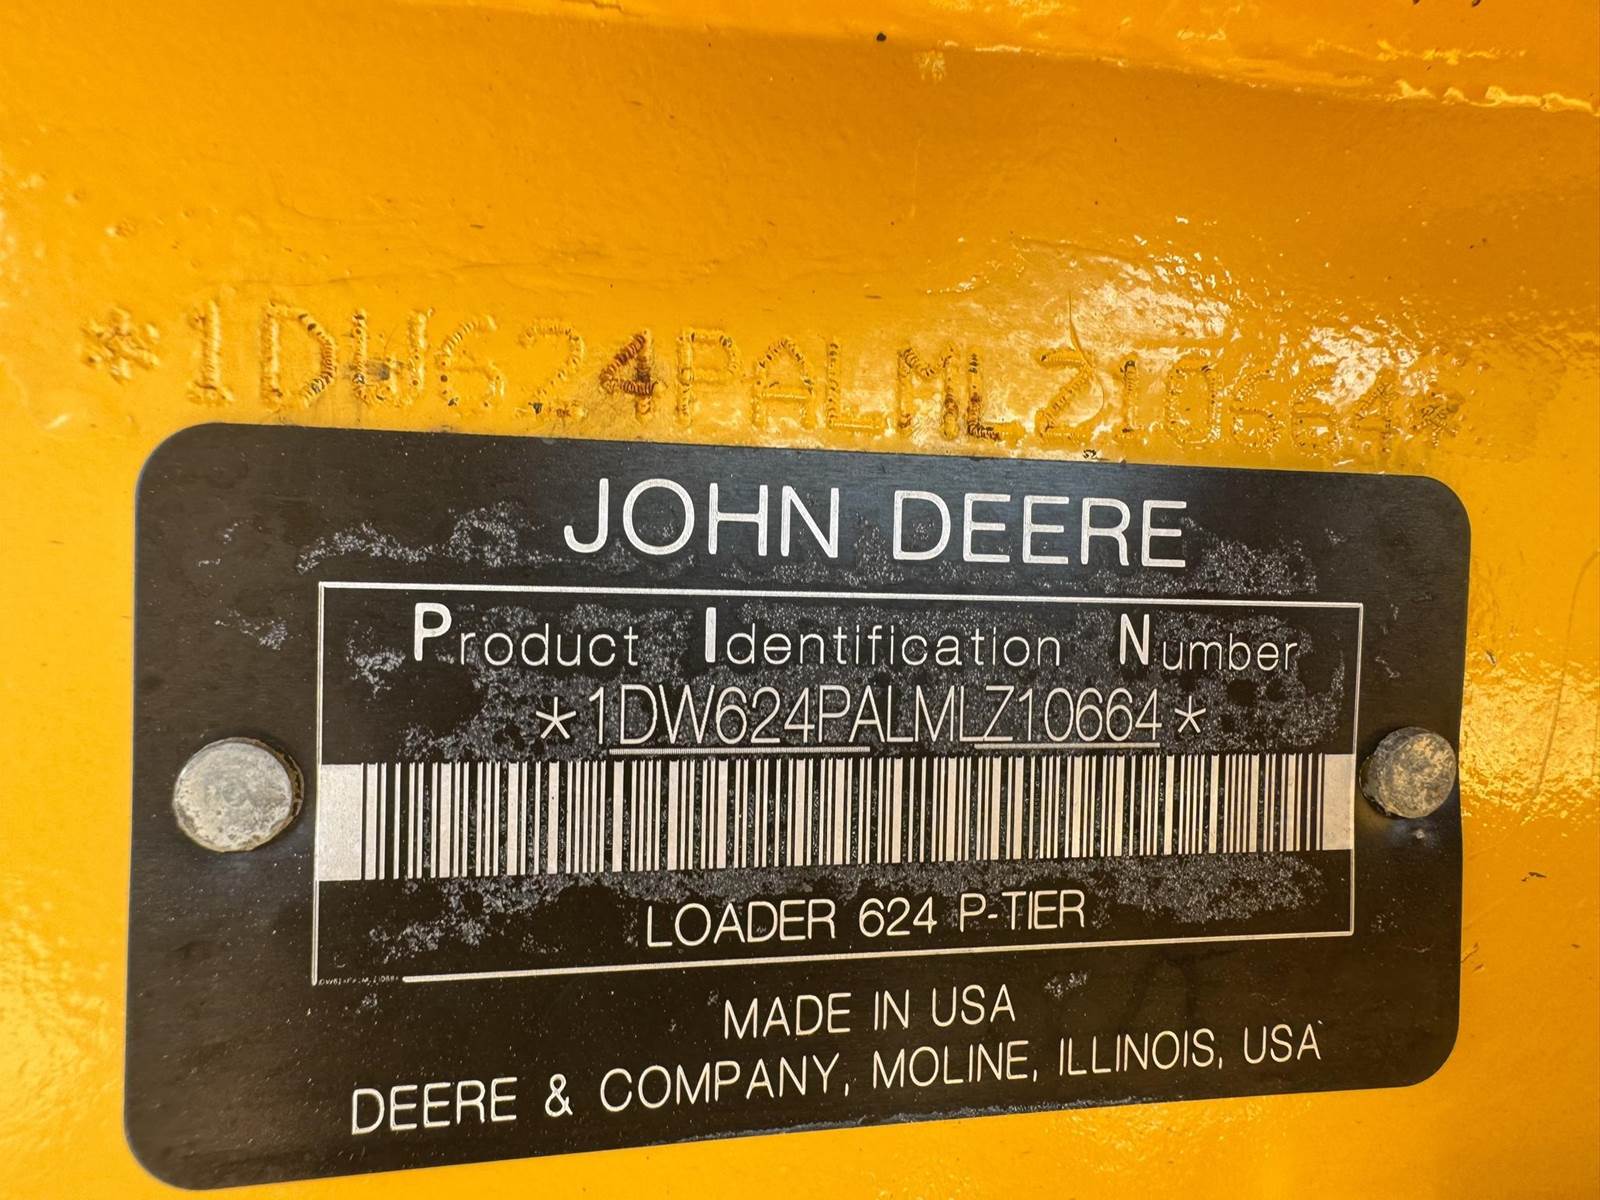 *1DW624PALMLZ10664*
JOHN DEERE
Product Identification Number
*1DW624PALMLZ10664*
LOADER 624 P-TIER
MADE IN USA
DEERE & COMPANY, MOLINE, ILLINOIS, USA